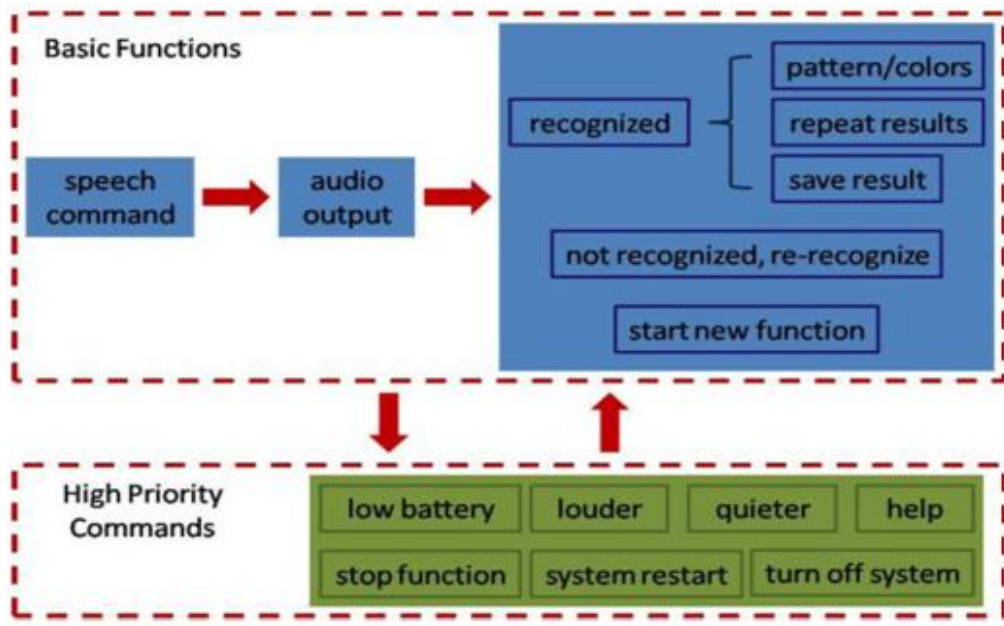 Basic Functions
speech
command
audio
output
recognized
pattern/colors
repeat results
save result
not recognized, re-recognize
start new function
High Priority
Commands
low battery
louder
quieter
help
stop function
system restart
turn off system